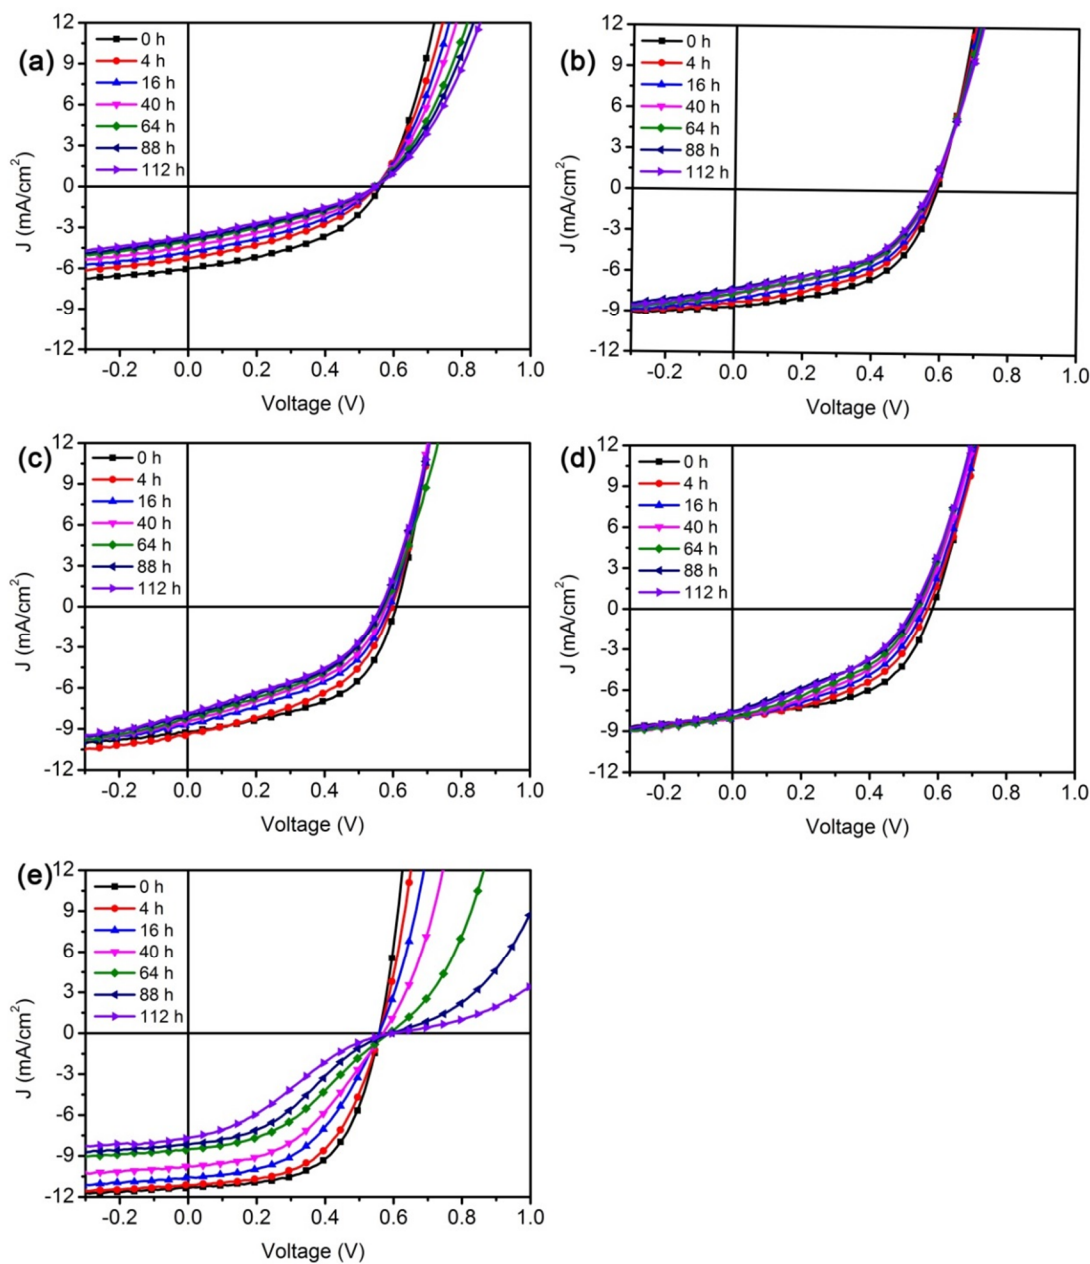 (a)
0 h
4 h
16 h
40 h
64 h
88 h
112 h
12
9
6
3
0
-3
-6
-9
-12
J (mA/cm²)
-0.2 0.0 0.2 0.4 0.6 0.8 1.0
Voltage (V)
(b)
0 h
4 h
16 h
40 h
64 h
88 h
112 h
12
9
6
3
0
-3
-6
-9
-12
J (mA/cm²)
-0.2 0.0 0.2 0.4 0.6 0.8 1.0
Voltage (V)
(c)
0 h
4 h
16 h
40 h
64 h
88 h
112 h
12
9
6
3
0
-3
-6
-9
-12
J (mA/cm²)
-0.2 0.0 0.2 0.4 0.6 0.8 1.0
Voltage (V)
(d)
0 h
4 h
16 h
40 h
64 h
88 h
112 h
12
9
6
3
0
-3
-6
-9
-12
J (mA/cm²)
-0.2 0.0 0.2 0.4 0.6 0.8 1.0
Voltage (V)
(e)
0 h
4 h
16 h
40 h
64 h
88 h
112 h
12
9
6
3
0
-3
-6
-9
-12
J (mA/cm²)
-0.2 0.0 0.2 0.4 0.6 0.8 1.0
Voltage (V)